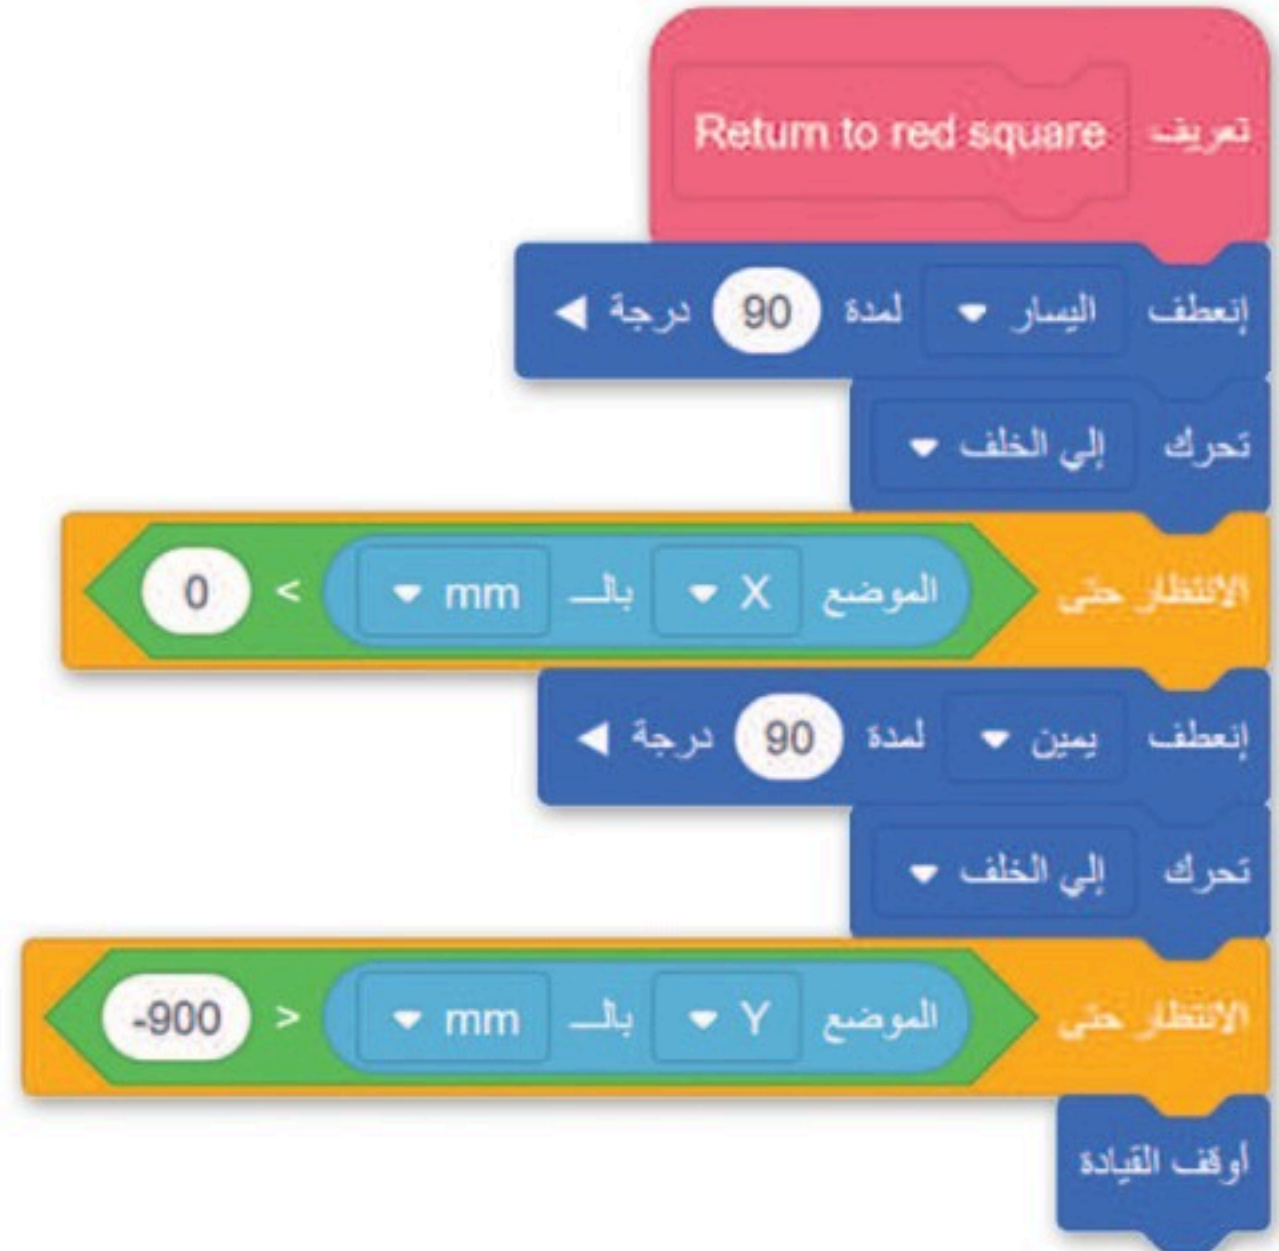 تعريف Return to red square
إنعطف اليسار لمدة 90 درجة
تحرك إلي الخلف
الانتظار حتى الموضع X بالـ mm < 0
إنعطف يمين لمدة 90 درجة
تحرك إلي الخلف
الانتظار حتى الموضع Y بالـ mm > -900
أوقف القيادة